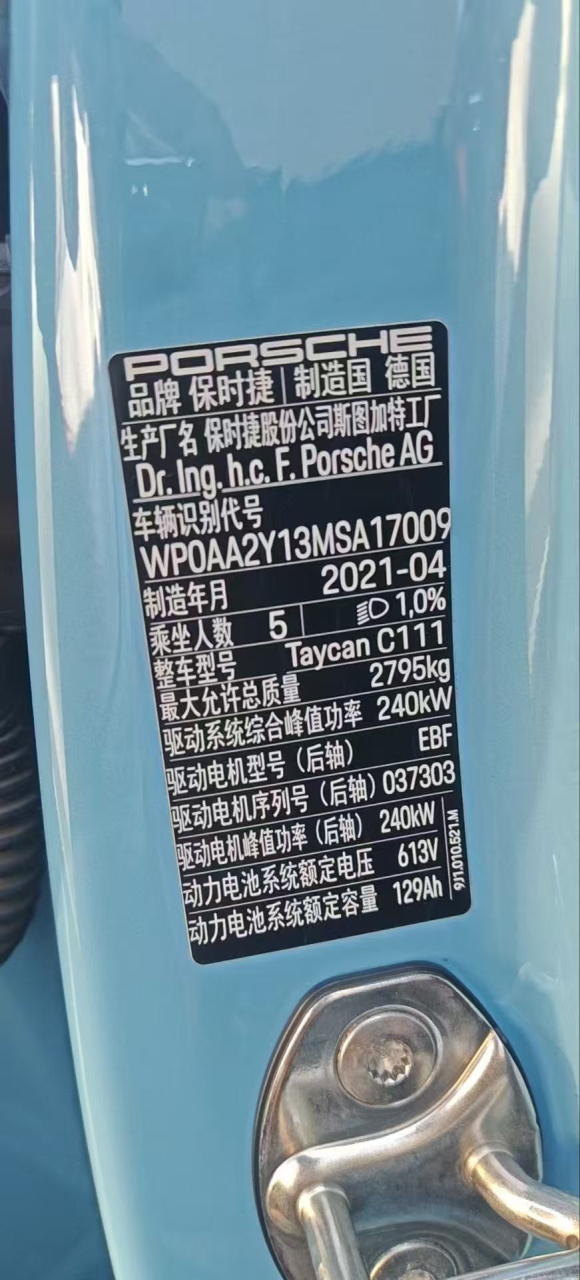 PORSCHE
品牌 保时捷 制造国 德国
生产厂名 保时捷股份公司斯图加特工厂
Dr. Ing. h.c. F. Porsche AG
车辆识别代号
WP0AA2Y13MSA17009
制造年月 2021-04
乘坐人数 5 1,0%
整车型号 Taycan C111
最大允许总质量 2795kg
驱动系统综合峰值功率 240kW
驱动电机型号（后轴） EBF
驱动电机序列号（后轴）037303
驱动电机峰值功率（后轴） 240kW
动力电池系统额定电压 613V
动力电池系统额定容量 129Ah
9J1.010.521.M